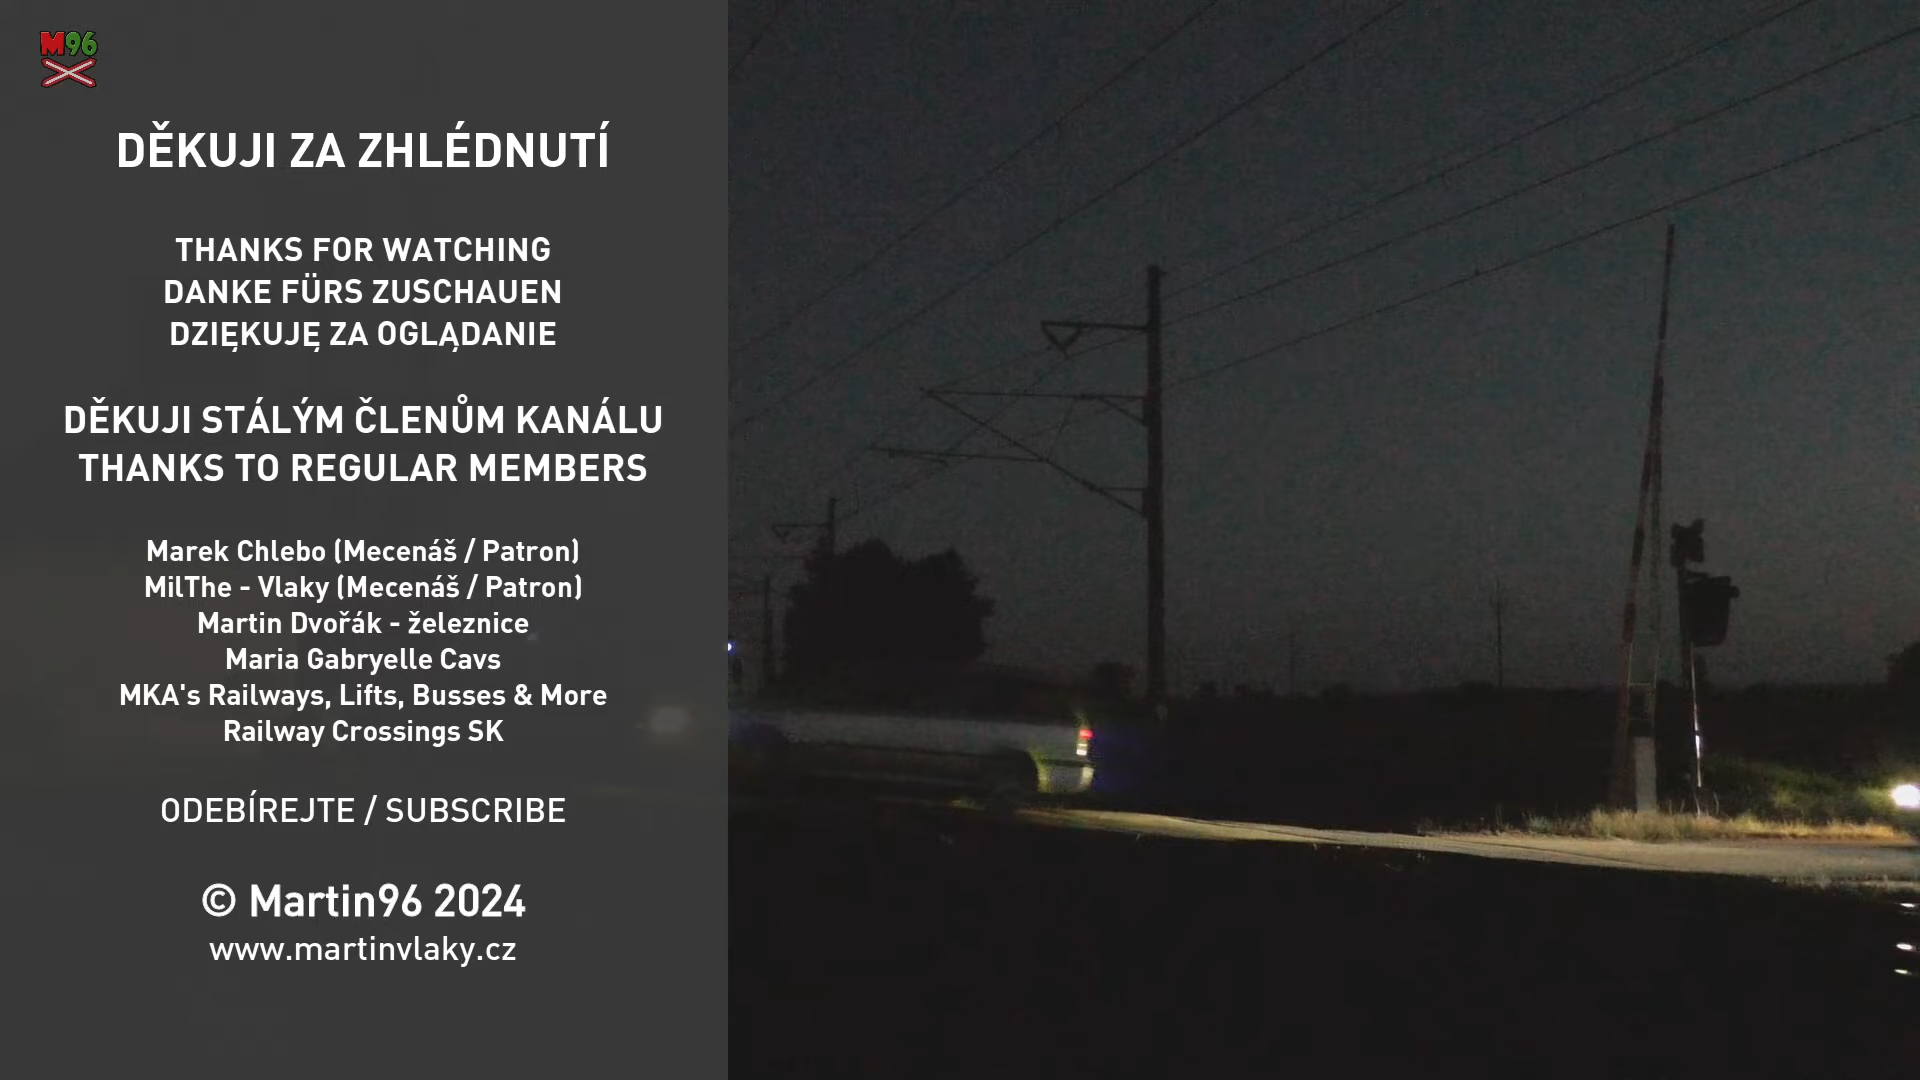 M96
DĚKUJI ZA ZHLÉDNUTÍ
THANKS FOR WATCHING
DANKE FÜRS ZUSCHAUEN
DZIĘKUJĘ ZA OGLĄDANIE
DĚKUJI STÁLÝM ČLENŮM KANÁLU
THANKS TO REGULAR MEMBERS
Marek Chlebo (Mecenáš / Patron)
MilThe - Vlaky (Mecenáš / Patron)
Martin Dvořák - železnice
Maria Gabryelle Cavs
MKA's Railways, Lifts, Busses & More
Railway Crossings SK
ODEBÍREJTE / SUBSCRIBE
© Martin96 2024
www.martinvlaky.cz